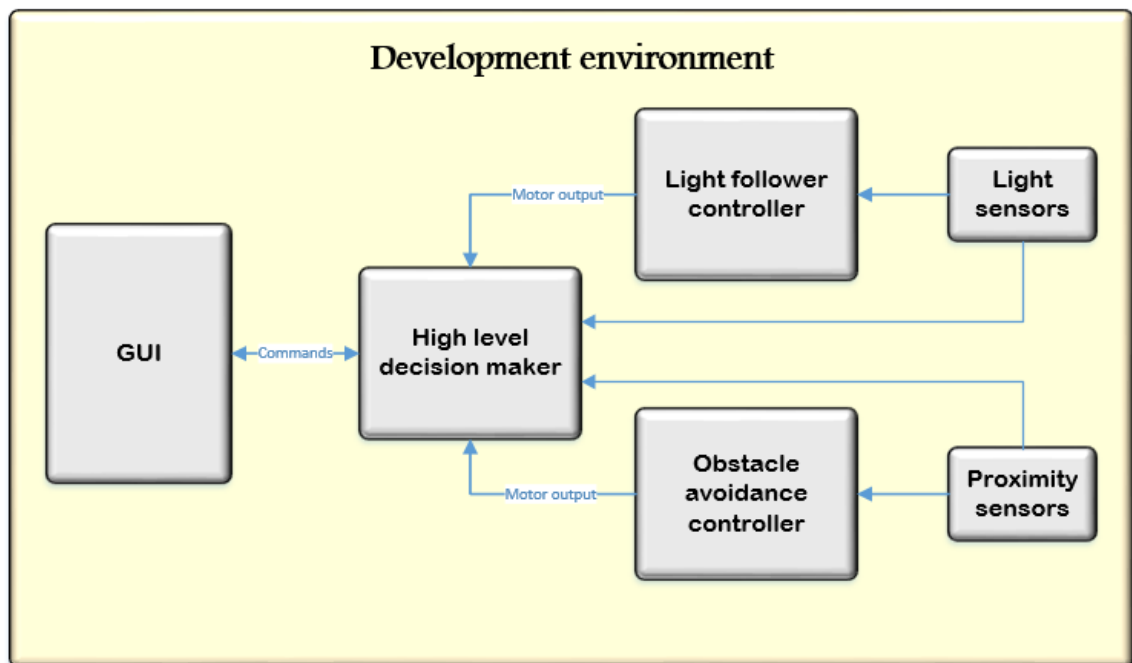 Development environment
Light follower
controller
Light
sensors
Motor output
GUI
Commands
High level
decision maker
Obstacle
avoidance
controller
Proximity
sensors
Motor output